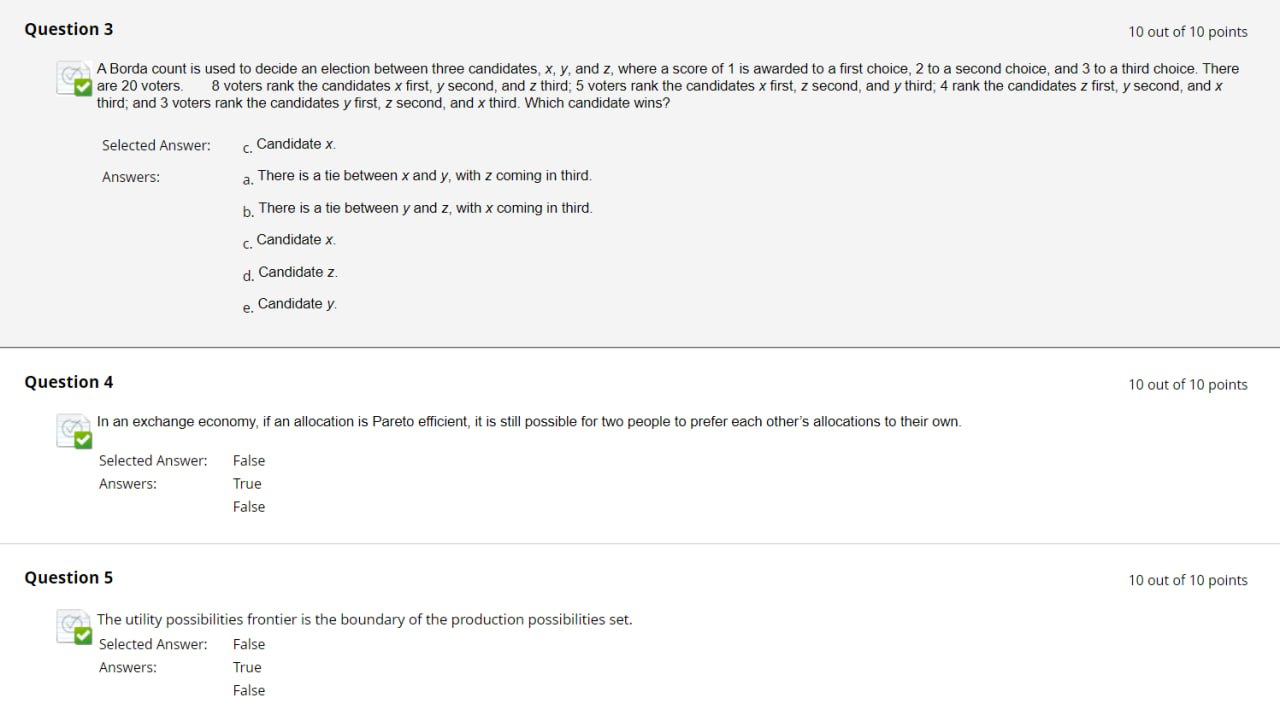 Question 3
10 out of 10 points
A Borda count is used to decide an election between three candidates, x, y, and z, where a score of 1 is awarded to a first choice, 2 to a second choice, and 3 to a third choice. There
are 20 voters. 8 voters rank the candidates x first, y second, and z third; 5 voters rank the candidates x first, z second, and y third; 4 rank the candidates z first, y second, and x
third; and 3 voters rank the candidates y first, z second, and x third. Which candidate wins?
Selected Answer: c. Candidate x.
Answers: a. There is a tie between x and y, with z coming in third.
b. There is a tie between y and z, with x coming in third.
c. Candidate x.
d. Candidate z.
e. Candidate y.
Question 4
10 out of 10 points
In an exchange economy, if an allocation is Pareto efficient, it is still possible for two people to prefer each other's allocations to their own.
Selected Answer: False
Answers: True
False
Question 5
10 out of 10 points
The utility possibilities frontier is the boundary of the production possibilities set.
Selected Answer: False
Answers: True
False